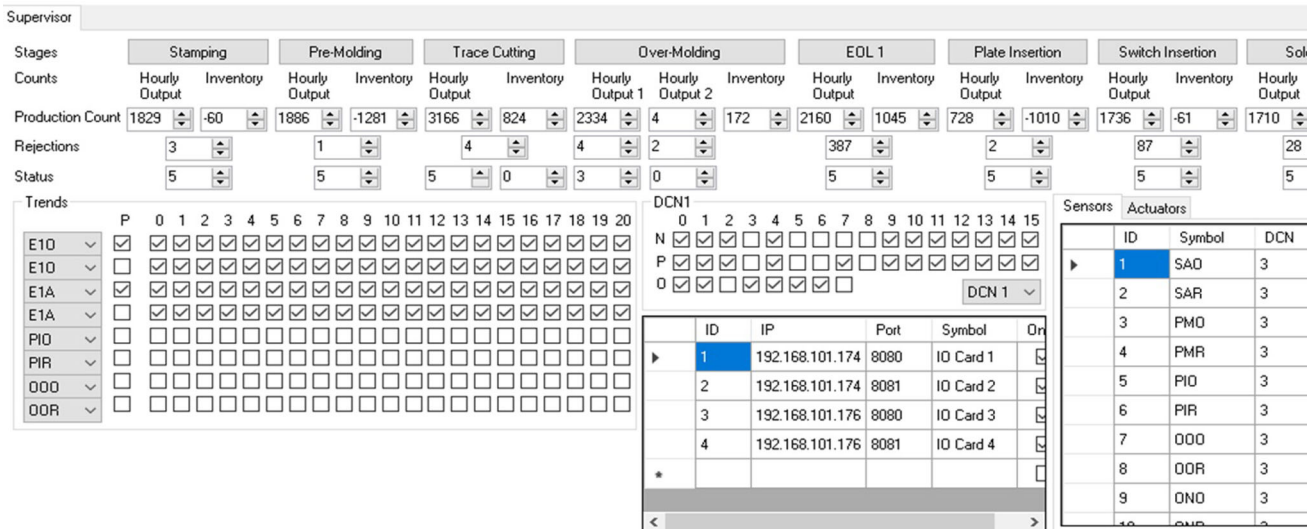 Supervisor
Stages Stamping Pre-Molding Trace Cutting Over-Molding EOL 1 Plate Insertion Switch Insertion Sol
Counts Hourly Output Inventory Hourly Output Inventory Hourly Output Inventory Hourly Output 1 Hourly Output 2 Inventory Hourly Output Inventory Hourly Output Inventory Hourly Output Inventory Hourly Output
Production Count 1829 -60 1886 -1281 3166 824 2334 4 172 2160 1045 728 -1010 1736 -61 1710
Rejections 3 1 4 4 2 387 2 87 28
Status 5 5 5 0 3 0 5 5 5 5
Trends
P 0 1 2 3 4 5 6 7 8 9 10 11 12 13 14 15 16 17 18 19 20
E10
E10
E1A
E1A
PIO
PIR
OOO
OOR
DCN1
0 1 2 3 4 5 6 7 8 9 10 11 12 13 14 15
N
P
O
DCN 1
ID IP Port Symbol On
1 192.168.101.174 8080 IO Card 1
2 192.168.101.174 8081 IO Card 2
3 192.168.101.176 8080 IO Card 3
4 192.168.101.176 8081 IO Card 4
*
Sensors Actuators
ID Symbol DCN
1 SAO 3
2 SAR 3
3 PMO 3
4 PMR 3
5 PIO 3
6 PIR 3
7 OOO 3
8 OOR 3
9 ONO 3